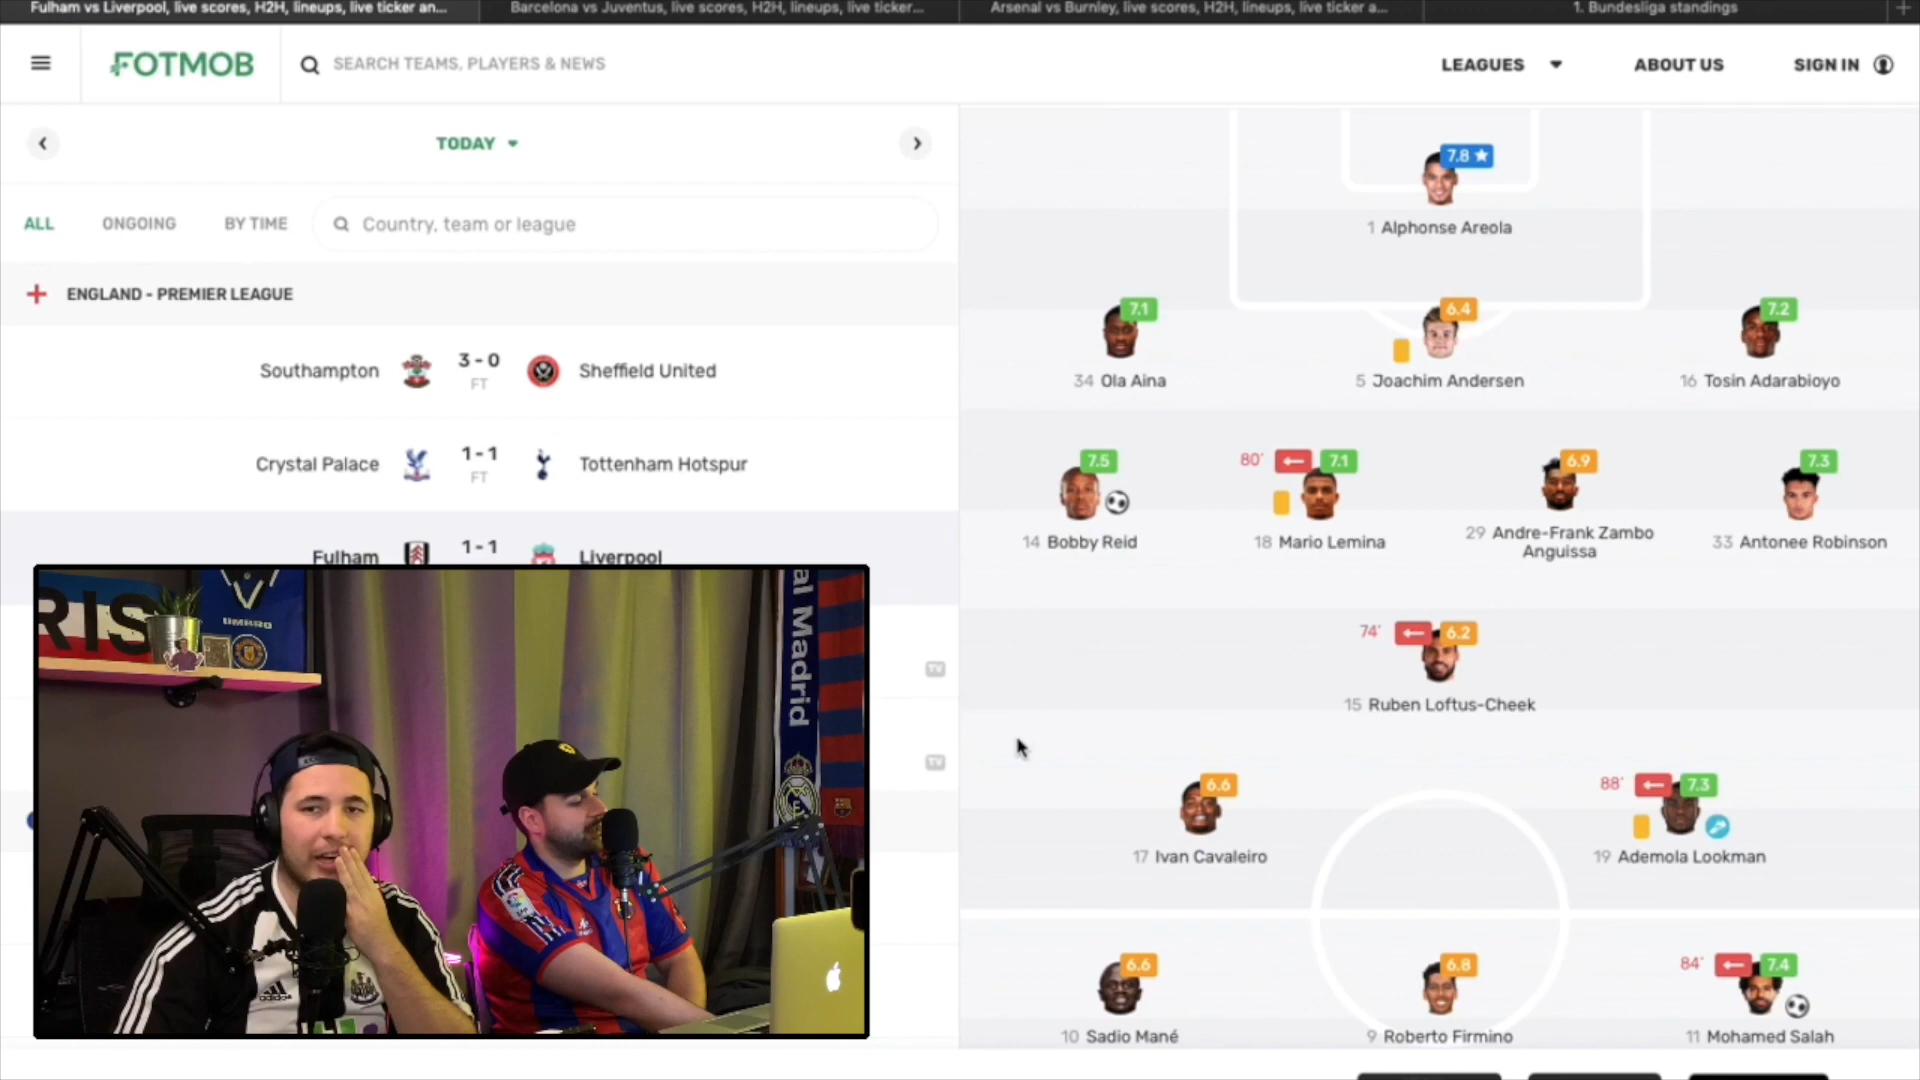 Fulham vs Liverpool, live scores, H2H, lineups, live ticker an...
Barcelona vs Juventus, live scores, H2H, lineups, live ticker...
Arsenal vs Burnley, live scores, H2H, lineups, live ticker a...
1. Bundesliga standings
FOTMOB
SEARCH TEAMS, PLAYERS & NEWS
LEAGUES
ABOUT US
SIGN IN
TODAY
ALL
ONGOING
BY TIME
Country, team or league
ENGLAND - PREMIER LEAGUE
Southampton 3 - 0 Sheffield United
FT
Crystal Palace 1 - 1 Tottenham Hotspur
FT
Fulham 1 - 1 Liverpool
TV
TV
7.8
1 Alphonse Areola
7.1
34 Ola Aina
6.4
5 Joachim Andersen
7.2
16 Tosin Adarabioyo
7.5
14 Bobby Reid
80' 7.1
18 Mario Lemina
6.9
29 Andre-Frank Zambo
Anguissa
7.3
33 Antonee Robinson
74' 6.2
15 Ruben Loftus-Cheek
6.6
17 Ivan Cavaleiro
88' 7.3
19 Ademola Lookman
6.6
10 Sadio Mané
6.8
9 Roberto Firmino
84' 7.4
11 Mohamed Salah
RIS
UMBRO
al Madrid
adidas